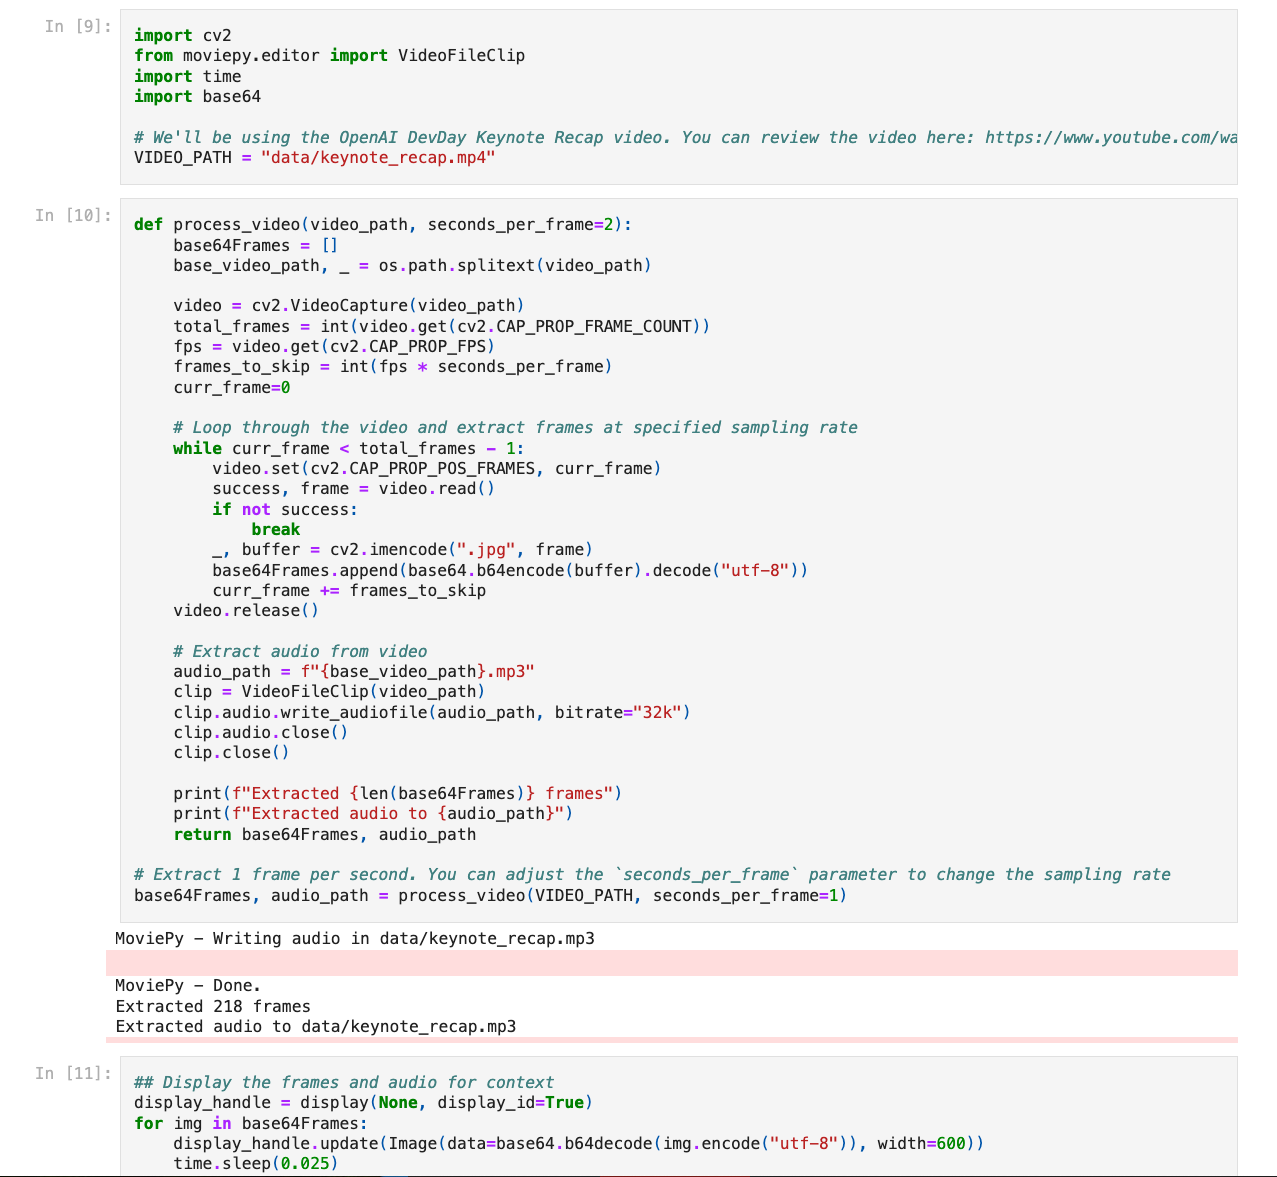 In [9]:
import cv2
from moviepy.editor import VideoFileClip
import time
import base64
# We'll be using the OpenAI DevDay Keynote Recap video. You can review the video here: https://www.youtube.com/wa
VIDEO_PATH = "data/keynote_recap.mp4"
In [10]:
def process_video(video_path, seconds_per_frame=2):
    base64Frames = []
    base_video_path, _ = os.path.splitext(video_path)
    video = cv2.VideoCapture(video_path)
    total_frames = int(video.get(cv2.CAP_PROP_FRAME_COUNT))
    fps = video.get(cv2.CAP_PROP_FPS)
    frames_to_skip = int(fps * seconds_per_frame)
    curr_frame=0
    # Loop through the video and extract frames at specified sampling rate
    while curr_frame < total_frames - 1:
        video.set(cv2.CAP_PROP_POS_FRAMES, curr_frame)
        success, frame = video.read()
        if not success:
            break
        _, buffer = cv2.imencode(".jpg", frame)
        base64Frames.append(base64.b64encode(buffer).decode("utf-8"))
        curr_frame += frames_to_skip
    video.release()
    # Extract audio from video
    audio_path = f"{base_video_path}.mp3"
    clip = VideoFileClip(video_path)
    clip.audio.write_audiofile(audio_path, bitrate="32k")
    clip.audio.close()
    clip.close()
    print(f"Extracted {len(base64Frames)} frames")
    print(f"Extracted audio to {audio_path}")
    return base64Frames, audio_path
# Extract 1 frame per second. You can adjust the `seconds_per_frame` parameter to change the sampling rate
base64Frames, audio_path = process_video(VIDEO_PATH, seconds_per_frame=1)
MoviePy - Writing audio in data/keynote_recap.mp3
MoviePy - Done.
Extracted 218 frames
Extracted audio to data/keynote_recap.mp3
In [11]:
## Display the frames and audio for context
display_handle = display(None, display_id=True)
for img in base64Frames:
    display_handle.update(Image(data=base64.b64decode(img.encode("utf-8")), width=600))
    time.sleep(0.025)